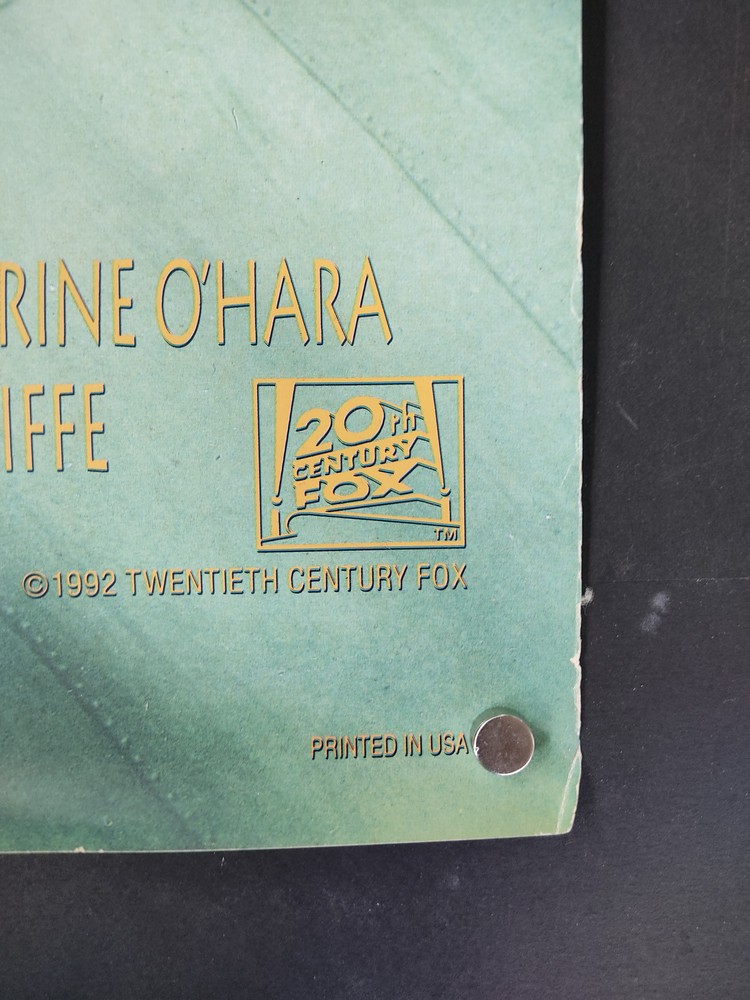 RINE O'HARA
IFFE
20th
CENTURY
FOX
TM
©1992 TWENTIETH CENTURY FOX
PRINTED IN USA